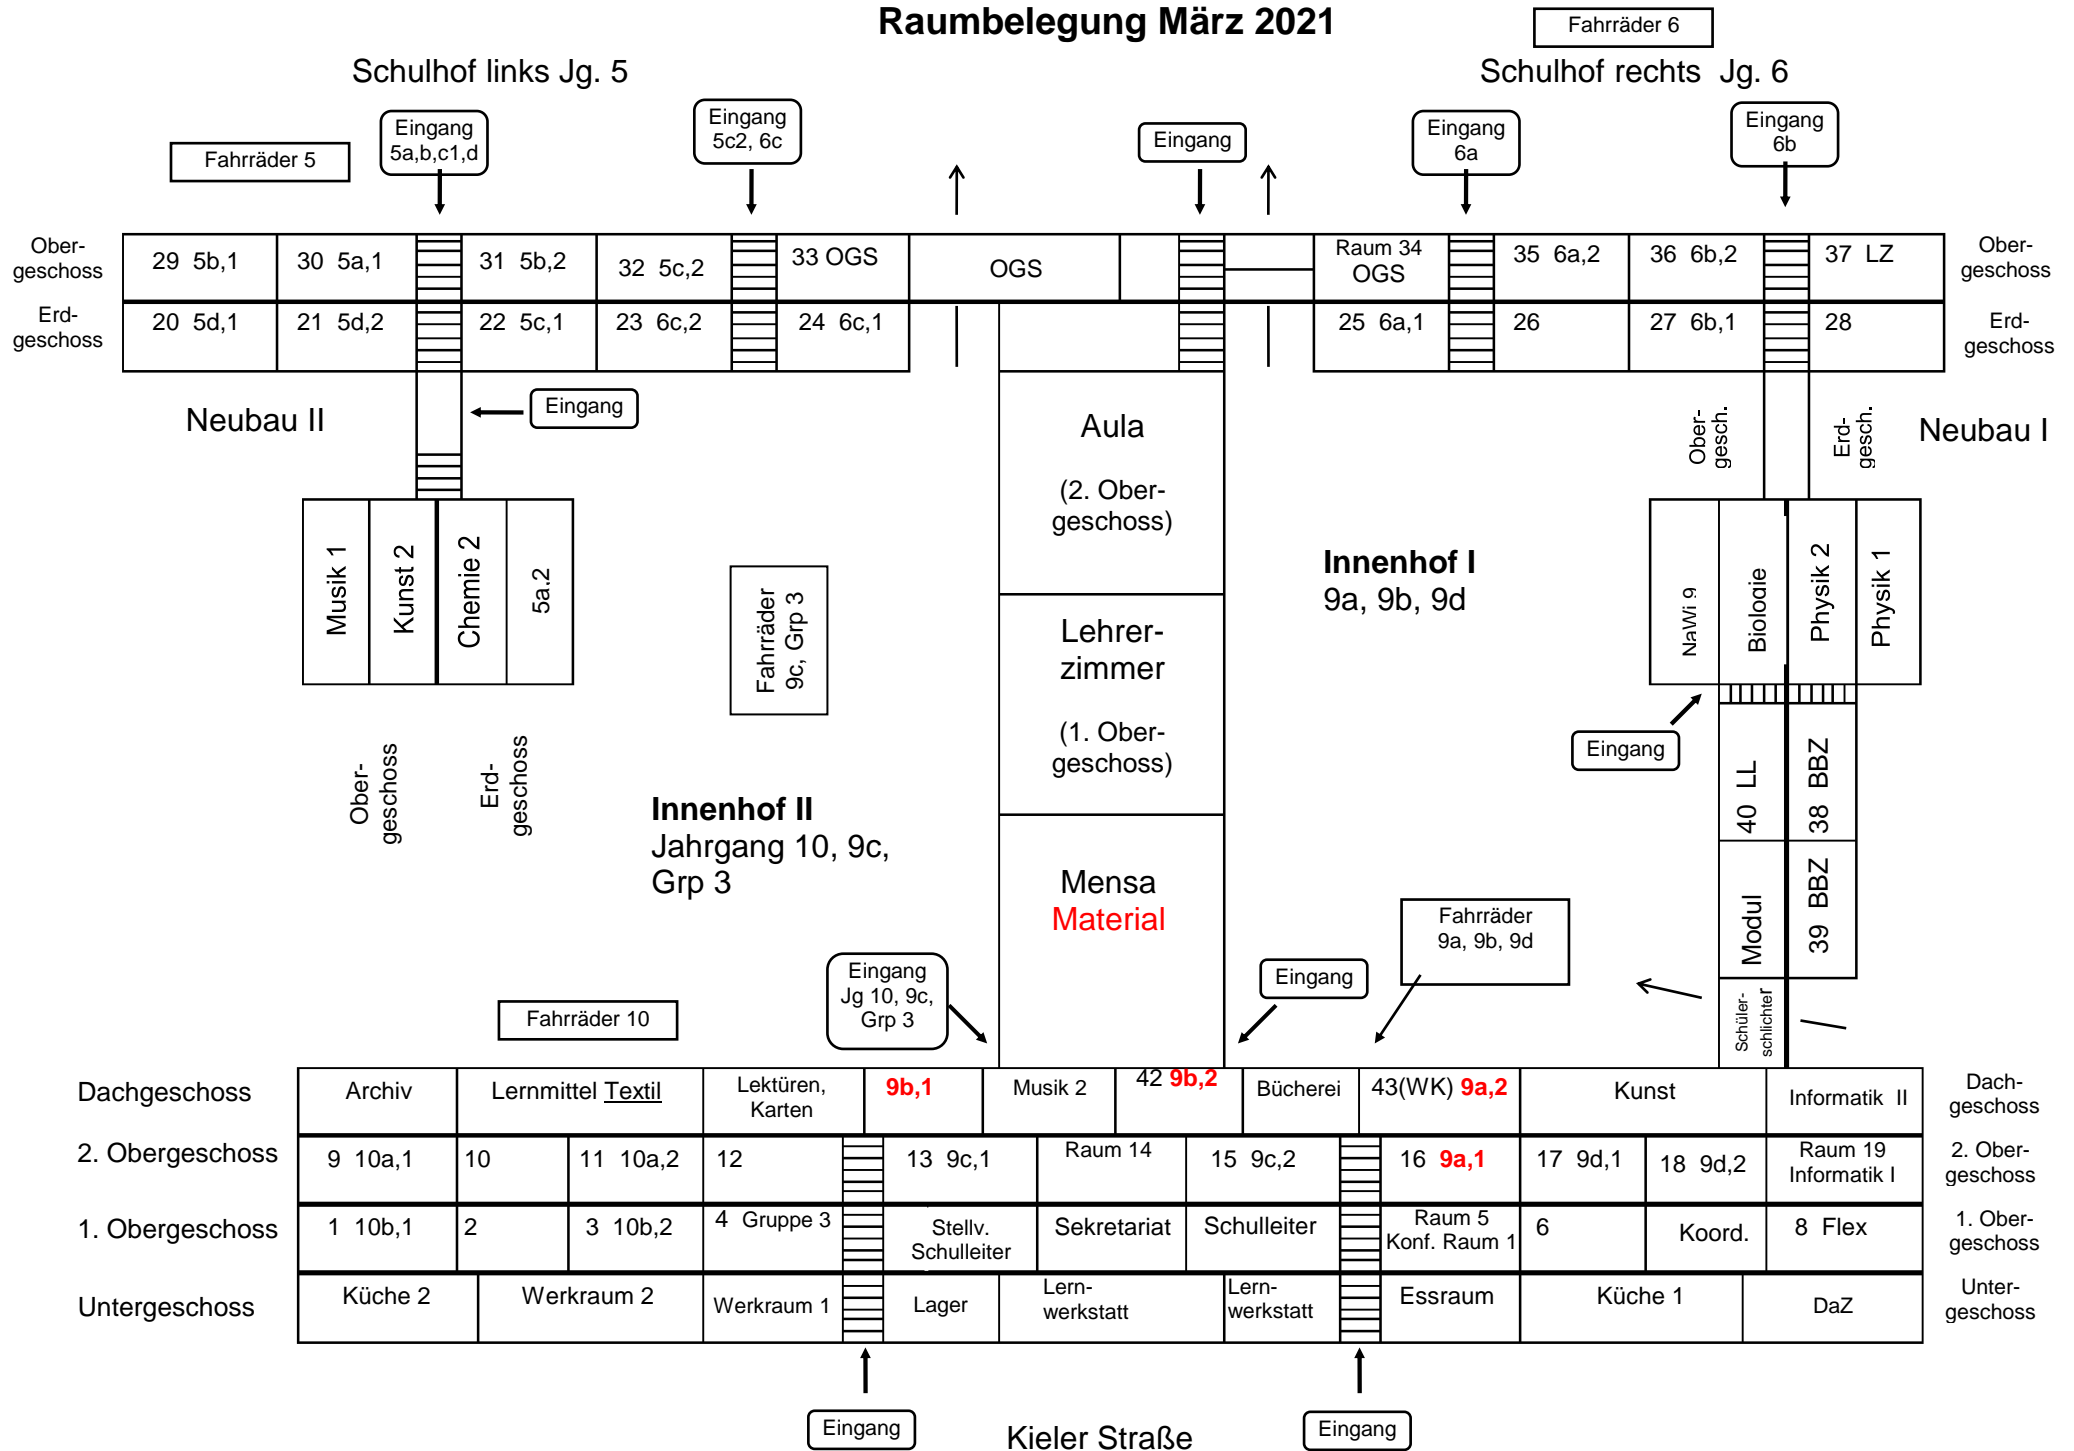 Raumbelegung März 2021
Fahrräder 6
Schulhof links Jg. 5
Schulhof rechts Jg. 6
Eingang
5a,b,c1,d
Eingang
5c2, 6c
Eingang
Eingang
6a
Eingang
6b
Fahrräder 5
Ober-
geschoss
29 5b,1
30 5a,1
31 5b,2
32 5c,2
33 OGS
OGS
Raum 34
OGS
35 6a,2
36 6b,2
37 LZ
Ober-
geschoss
Erd-
geschoss
20 5d,1
21 5d,2
22 5c,1
23 6c,2
24 6c,1
25 6a,1
26
27 6b,1
28
Erd-
geschoss
Neubau II
Eingang
Aula
(2. Ober-
geschoss)
Ober-
gesch.
Erd-
gesch.
Neubau I
Musik 1
Kunst 2
Chemie 2
5a.2
Fahrräder
9c, Grp 3
Innenhof I
9a, 9b, 9d
NaWi 9
Biologie
Physik 2
Physik 1
Lehrer-
zimmer
(1. Ober-
geschoss)
Eingang
Ober-
geschoss
Erd-
geschoss
40 LL
38 BBZ
Innenhof II
Jahrgang 10, 9c,
Grp 3
Mensa
Material
Modul
39 BBZ
Fahrräder
9a, 9b, 9d
Eingang
Jg 10, 9c,
Grp 3
Eingang
Schüler-
schlichter
Fahrräder 10
Dachgeschoss
Archiv
Lernmittel Textil
Lektüren,
Karten
9b,1
Musik 2
42 9b,2
Bücherei
43(WK) 9a,2
Kunst
Informatik II
Dach-
geschoss
2. Obergeschoss
9 10a,1
10
11 10a,2
12
13 9c,1
Raum 14
15 9c,2
16 9a,1
17 9d,1
18 9d,2
Raum 19
Informatik I
2. Ober-
geschoss
1. Obergeschoss
1 10b,1
2
3 10b,2
4 Gruppe 3
Stellv.
Schulleiter
Sekretariat
Schulleiter
Raum 5
Konf. Raum 1
6
Koord.
8 Flex
1. Ober-
geschoss
Untergeschoss
Küche 2
Werkraum 2
Werkraum 1
Lager
Lern-
werkstatt
Lern-
werkstatt
Essraum
Küche 1
DaZ
Unter-
geschoss
Eingang
Kieler Straße
Eingang